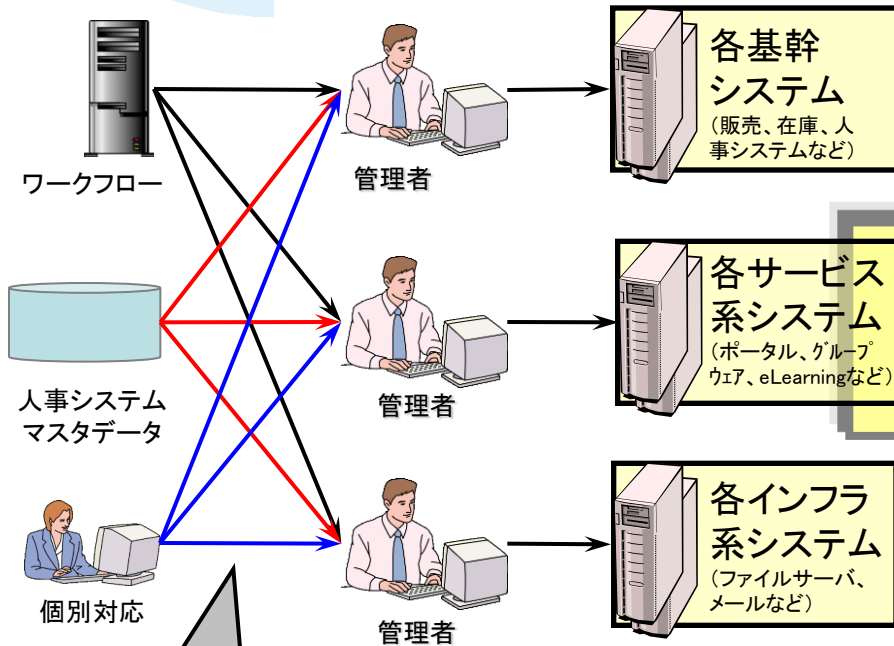 ワークフロー
人事システム
マスタデータ
個別対応
管理者
管理者
管理者
各基幹
システム
(販売、在庫、人
事システムなど)
各サービス
系システム
(ポータル、グループ
ウェア、eLearningなど)
各インフラ
系システム
(ファイルサーバ、
メールなど)